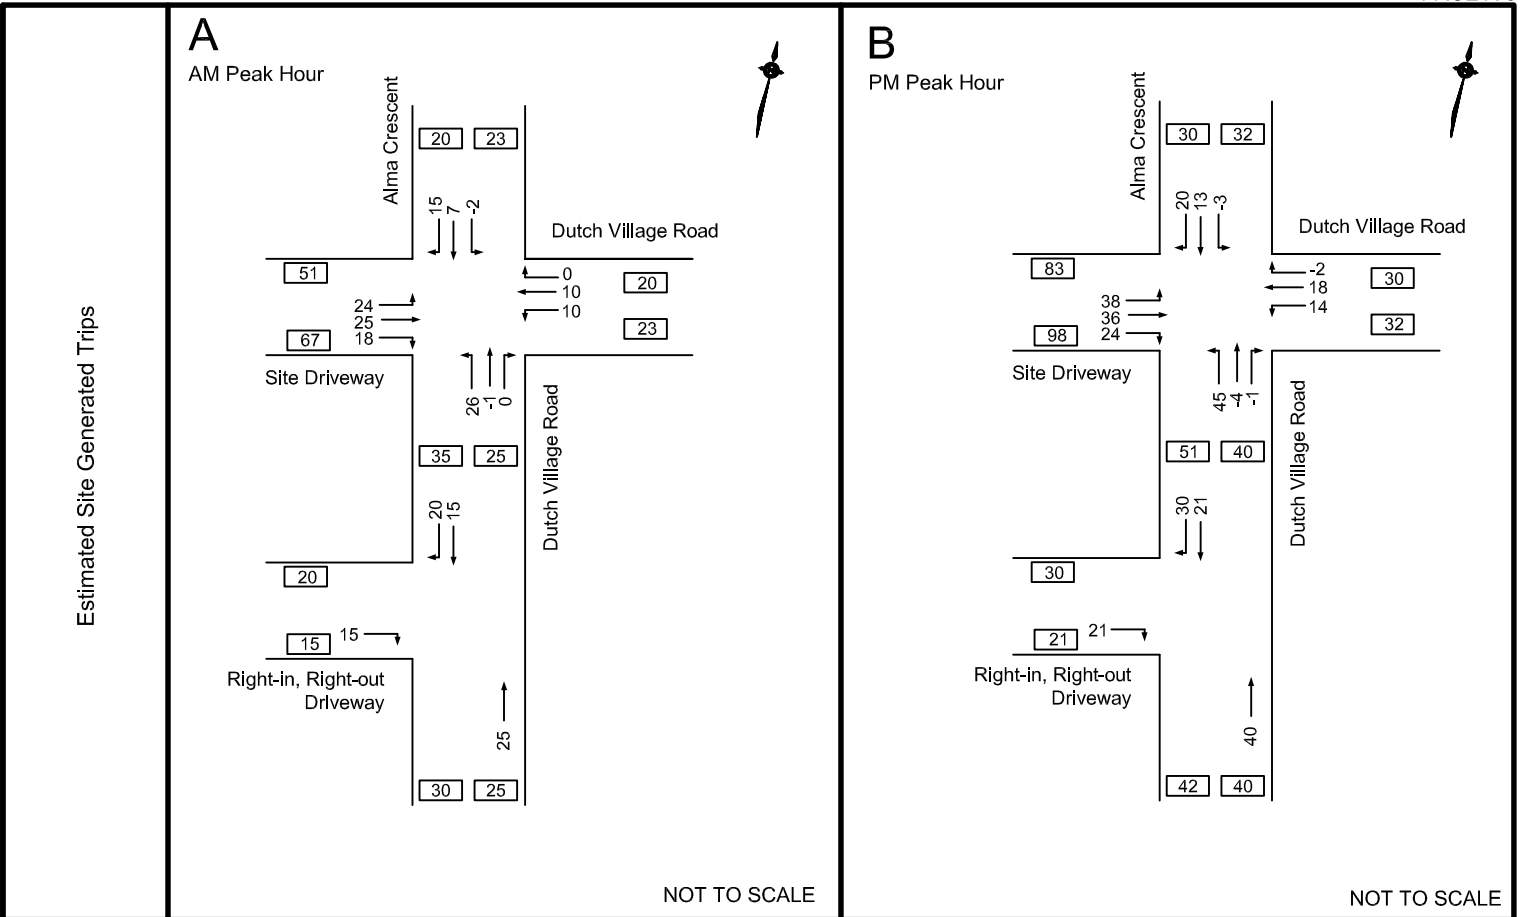 Estimated Site Generated Trips
A
AM Peak Hour
Alma Crescent
20 23
15 7 -2
Dutch Village Road
51
0
10
10
20
23
24
25
18
67
Site Driveway
26 -1 0
35 25
Dutch Village Road
20 15
20
15
15
Right-in, Right-out
Driveway
25
30 25
NOT TO SCALE
B
PM Peak Hour
Alma Crescent
30 32
20 13 -3
Dutch Village Road
83
-2
18
14
30
32
38
36
24
98
Site Driveway
45 -4 -1
51 40
Dutch Village Road
30 21
30
21
21
Right-in, Right-out
Driveway
40
42 40
NOT TO SCALE